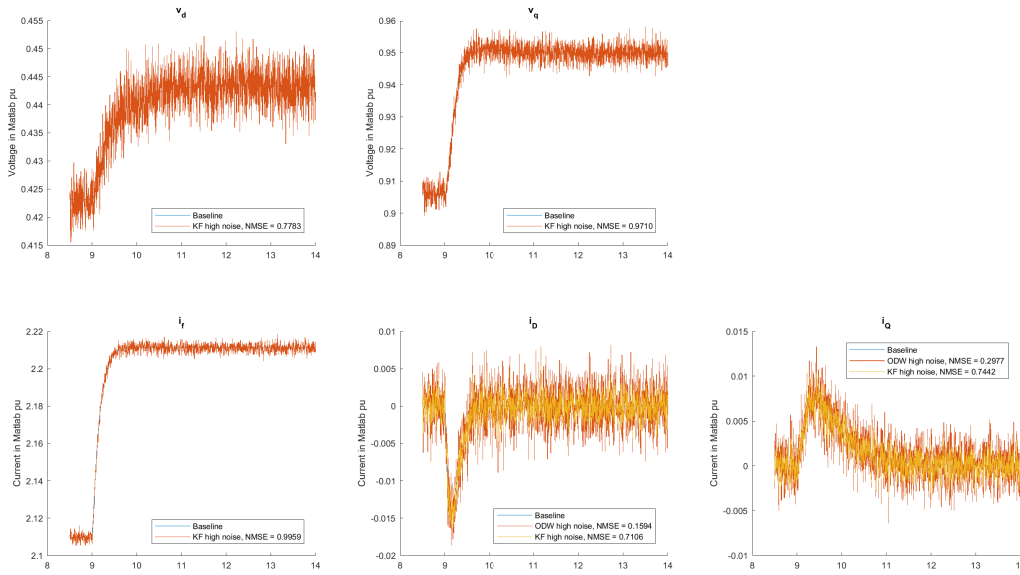 v_d
Voltage in Matlab pu
0.455
0.445
0.435
0.425
0.42
0.415
0.44
Baseline
KF high noise, NMSE = 0.7783
8 9 10 11 12 13 14
v_q
Voltage in Matlab pu
0.96
0.95
0.94
0.93
0.92
0.91
0.9
0.89
Baseline
KF high noise, NMSE = 0.9710
8 9 10 11 12 13 14
i_f
Current in Matlab pu
2.22
2.2
2.18
2.16
2.14
2.12
2.1
Baseline
KF high noise, NMSE = 0.9959
8 9 10 11 12 13 14
i_D
Current in Matlab pu
0.01
0.005
0
-0.005
-0.01
-0.015
-0.02
Baseline
ODW high noise, NMSE = 0.1594
KF high noise, NMSE = 0.7106
8 9 10 11 12 13 14
i_Q
Current in Matlab pu
0.015
0.01
0.005
0
-0.005
-0.01
Baseline
ODW high noise, NMSE = 0.2977
KF high noise, NMSE = 0.7442
8 9 10 11 12 13